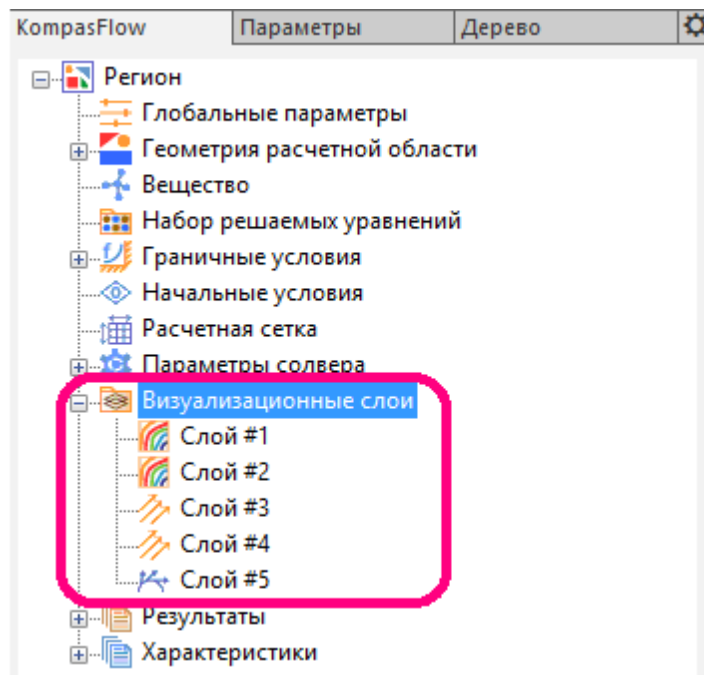 KompasFlow Параметры Дерево
Регион
Глобальные параметры
Геометрия расчетной области
Вещество
Набор решаемых уравнений
Граничные условия
Начальные условия
Расчетная сетка
Параметры солвера
Визуализационные слои
Слой #1
Слой #2
Слой #3
Слой #4
Слой #5
Результаты
Характеристики